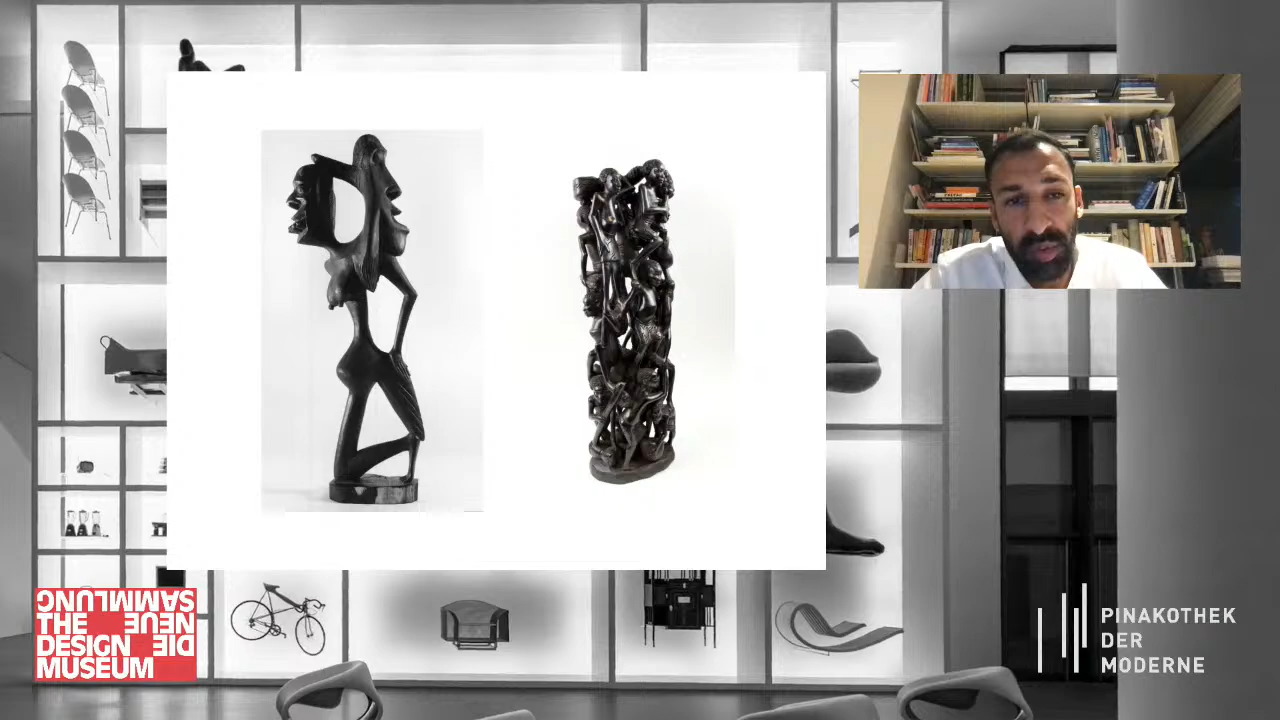 THE
DESIGN
MUSEUM
DIE
NEUE
SAMMLUNG
PINAKOTHEK
DER
MODERNE